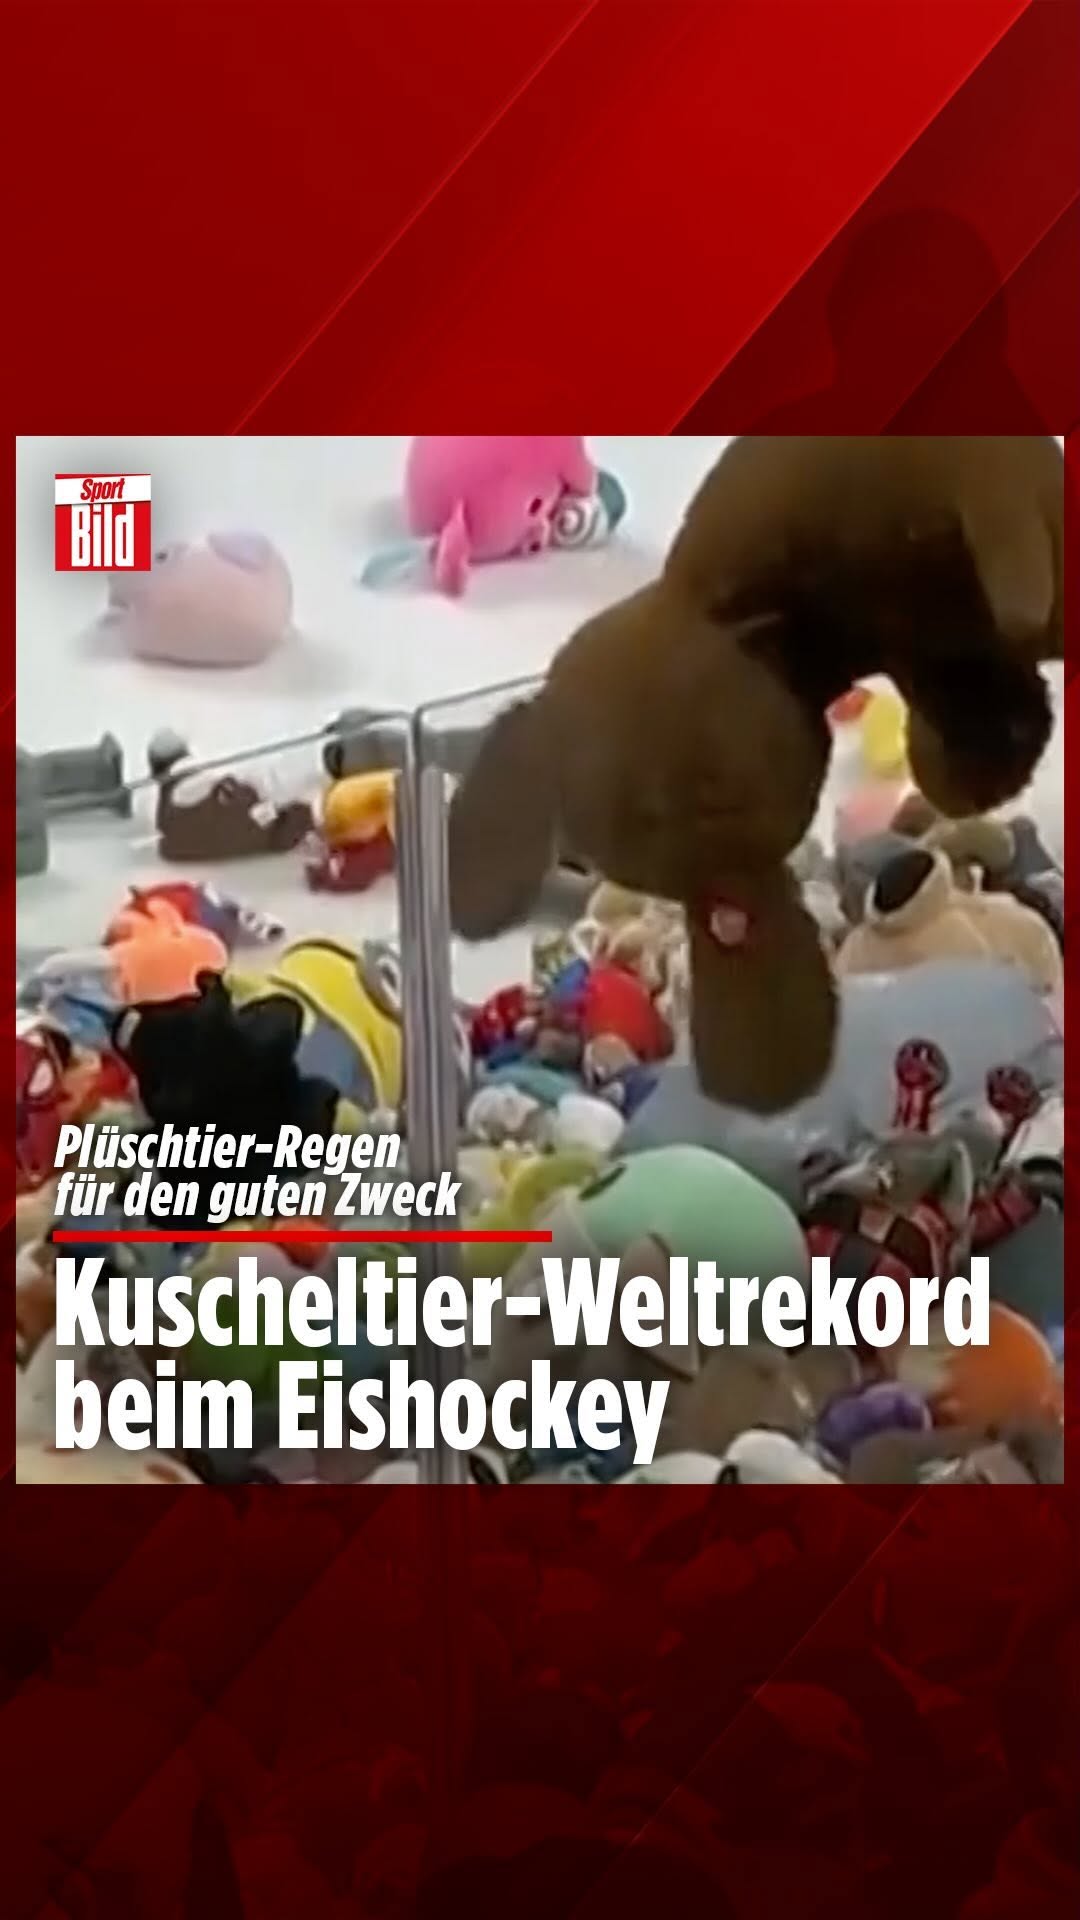 Sport
Bild
Plüschtier-Regen
für den guten Zweck
Kuscheltier-Weltrekord
beim Eishockey